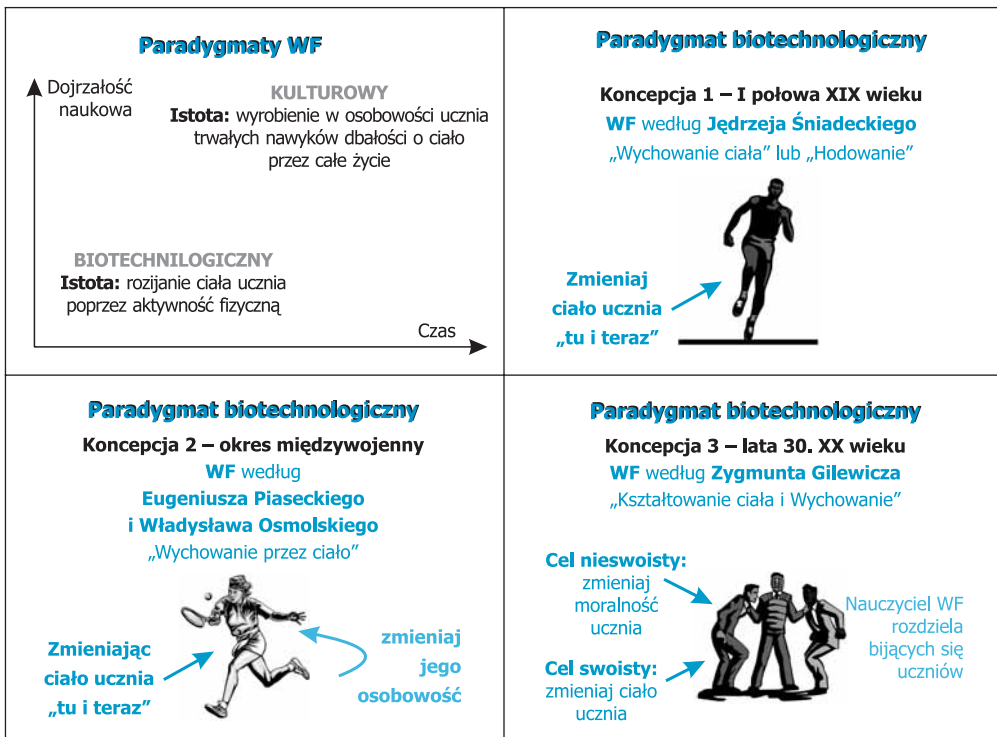 Paradygmaty WF
Dojrzałość
naukowa
KULTUROWY
Istota: wyrobienie w osobowości ucznia
trwałych nawyków dbałości o ciało
przez całe życie
BIOTECHNILOGICZNY
Istota: rozijanie ciała ucznia
poprzez aktywność fizyczną
Czas
Paradygmat biotechnologiczny
Koncepcja 1 – I połowa XIX wieku
WF według Jędrzeja Śniadeckiego
„Wychowanie ciała” lub „Hodowanie”
Zmieniaj
ciało ucznia
„tu i teraz”
Paradygmat biotechnologiczny
Koncepcja 2 – okres międzywojenny
WF według
Eugeniusza Piaseckiego
i Władysława Osmolskiego
„Wychowanie przez ciało”
Zmieniając
ciało ucznia
„tu i teraz”
zmieniaj
jego
osobowość
Paradygmat biotechnologiczny
Koncepcja 3 – lata 30. XX wieku
WF według Zygmunta Gilewicza
„Kształtowanie ciała i Wychowanie”
Cel nieswoisty:
zmieniaj
moralność
ucznia
Cel swoisty:
zmieniaj ciało
ucznia
Nauczyciel WF
rozdziela
bijących się
uczniów